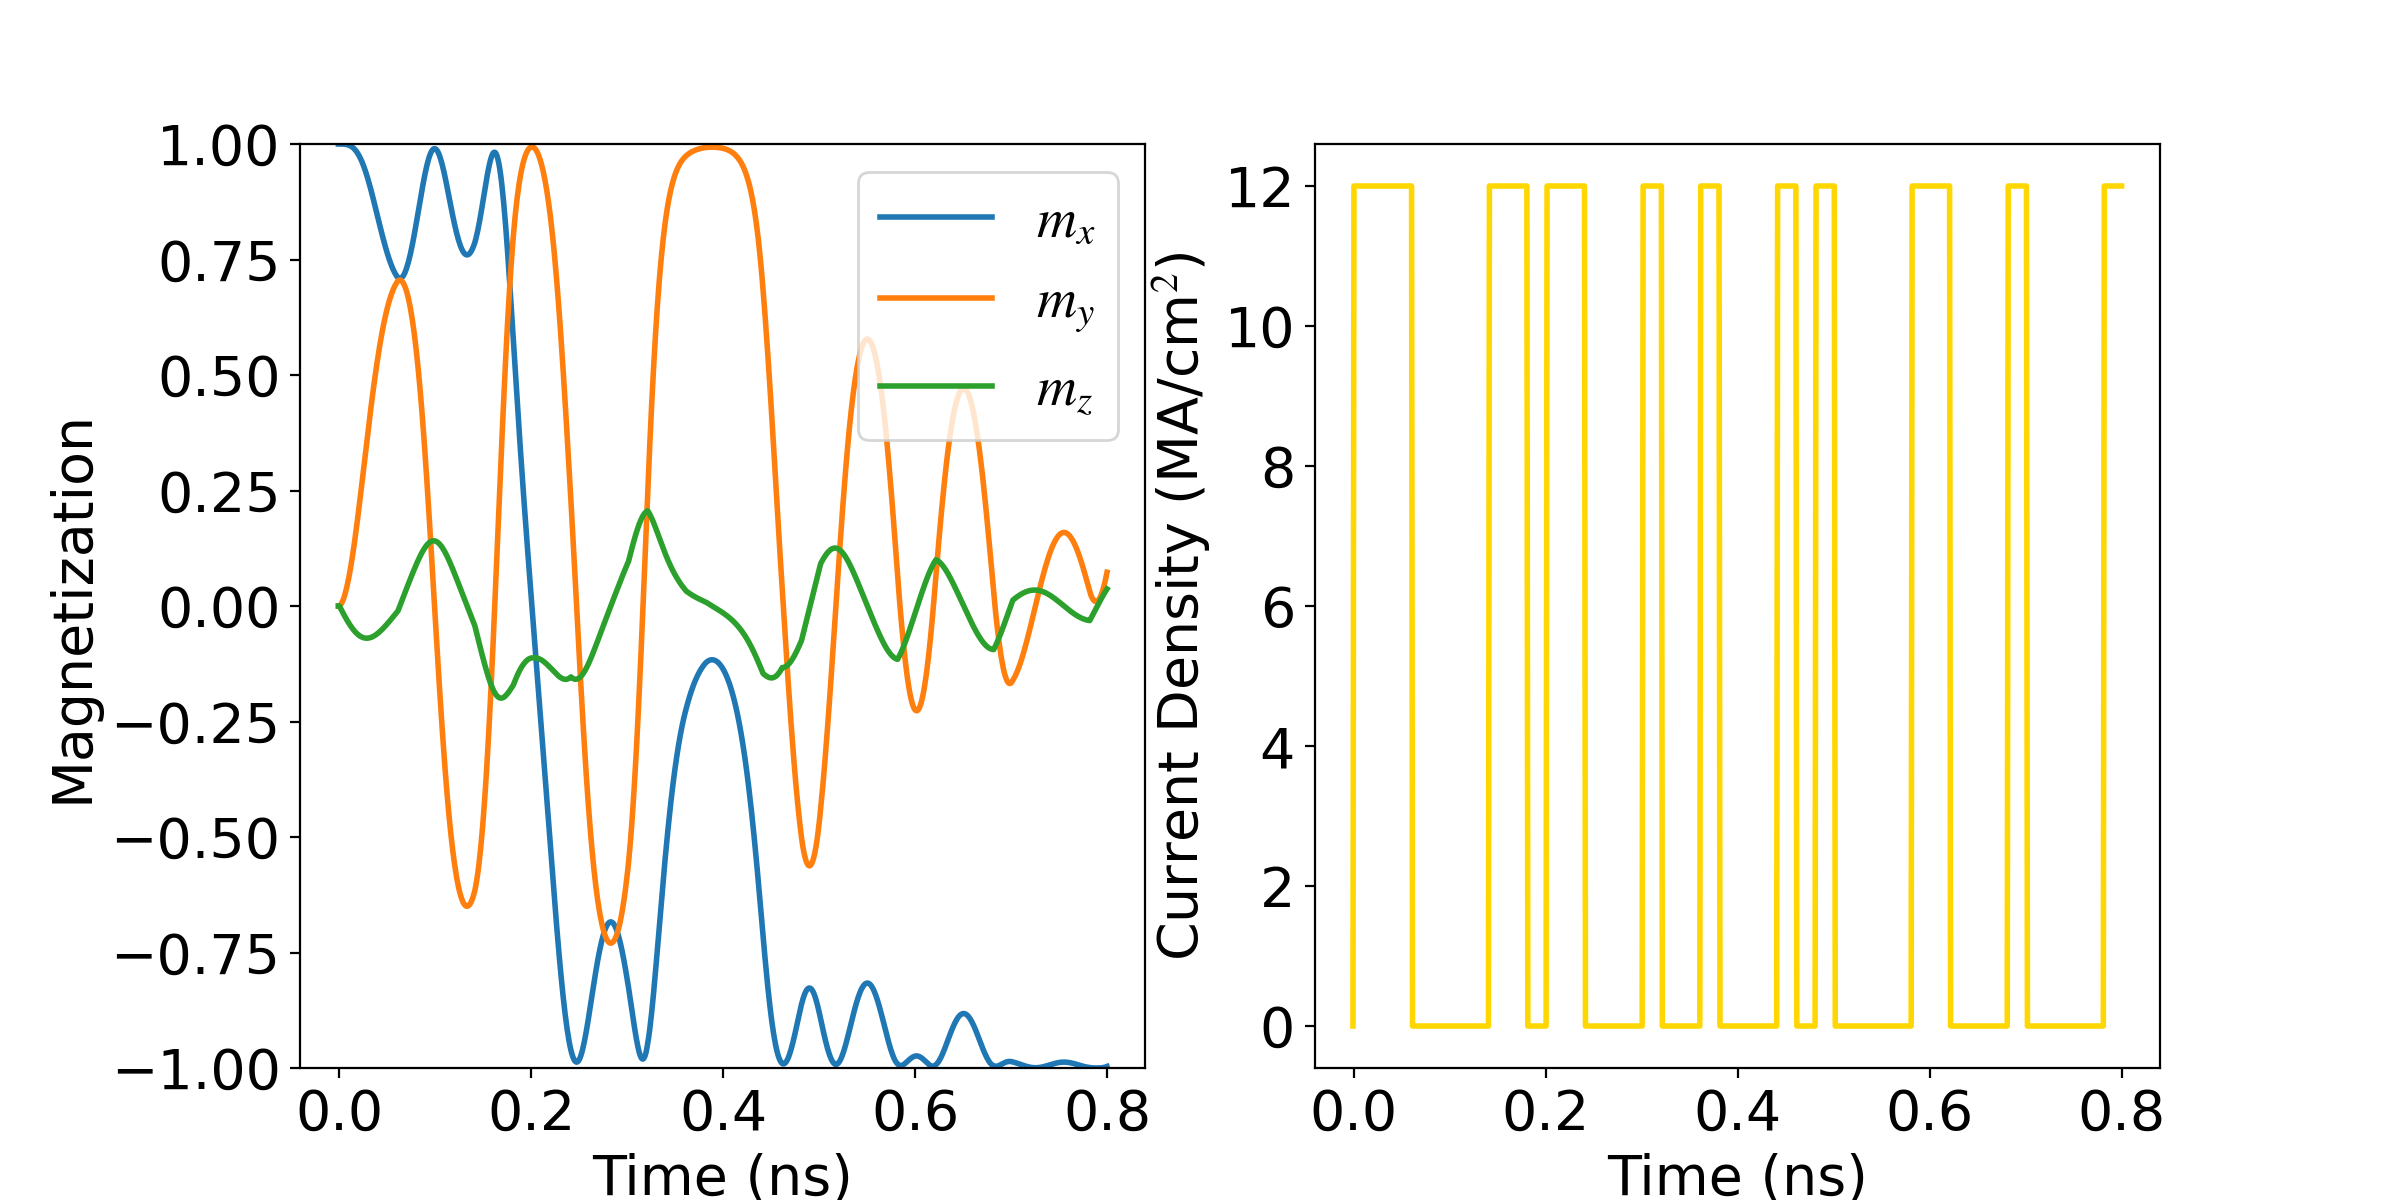 Magnetization
1.00
0.75
0.50
0.25
0.00
−0.25
−0.50
−0.75
−1.00
0.0 0.2 0.4 0.6 0.8
Time (ns)
m_x
m_y
m_z
Current Density (MA/cm²)
12
10
8
6
4
2
0
0.0 0.2 0.4 0.6 0.8
Time (ns)